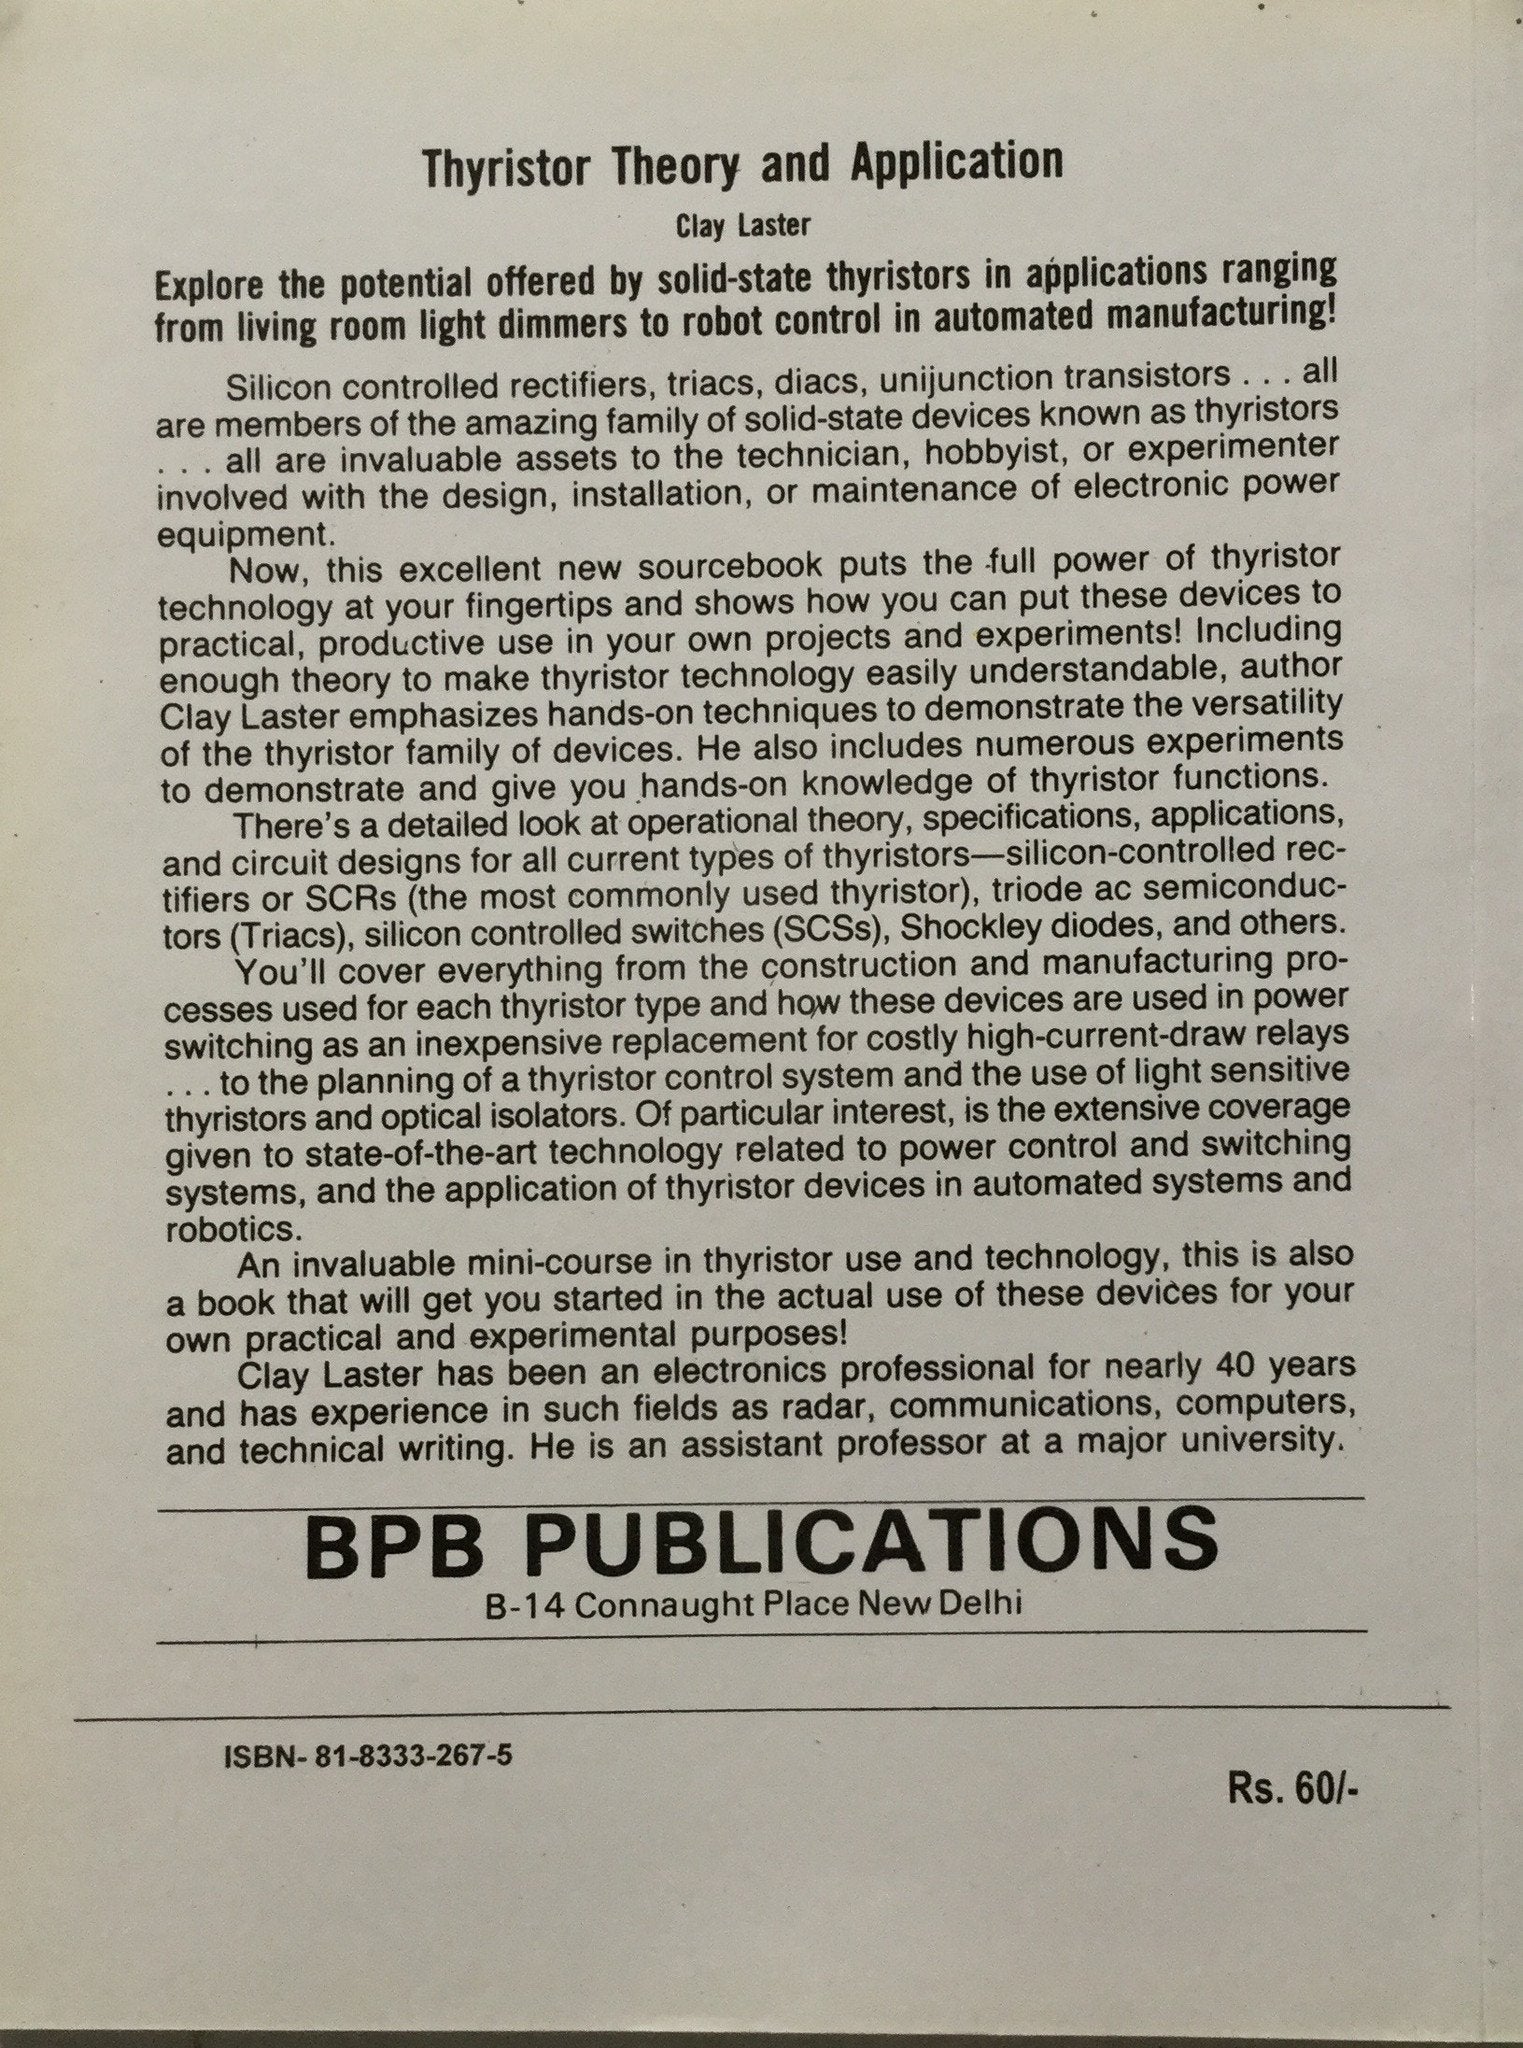 Thyristor Theory and Application
Clay Laster
Explore the potential offered by solid-state thyristors in applications ranging
from living room light dimmers to robot control in automated manufacturing!
Silicon controlled rectifiers, triacs, diacs, unijunction transistors . . . all
are members of the amazing family of solid-state devices known as thyristors
. . . all are invaluable assets to the technician, hobbyist, or experimenter
involved with the design, installation, or maintenance of electronic power
equipment.
Now, this excellent new sourcebook puts the full power of thyristor
technology at your fingertips and shows how you can put these devices to
practical, productive use in your own projects and experiments! Including
enough theory to make thyristor technology easily understandable, author
Clay Laster emphasizes hands-on techniques to demonstrate the versatility
of the thyristor family of devices. He also includes numerous experiments
to demonstrate and give you hands-on knowledge of thyristor functions.
There's a detailed look at operational theory, specifications, applications,
and circuit designs for all current types of thyristors—silicon-controlled rec-
tifiers or SCRs (the most commonly used thyristor), triode ac semiconduc-
tors (Triacs), silicon controlled switches (SCSs), Shockley diodes, and others.
You'll cover everything from the construction and manufacturing pro-
cesses used for each thyristor type and how these devices are used in power
switching as an inexpensive replacement for costly high-current-draw relays
. . . to the planning of a thyristor control system and the use of light sensitive
thyristors and optical isolators. Of particular interest, is the extensive coverage
given to state-of-the-art technology related to power control and switching
systems, and the application of thyristor devices in automated systems and
robotics.
An invaluable mini-course in thyristor use and technology, this is also
a book that will get you started in the actual use of these devices for your
own practical and experimental purposes!
Clay Laster has been an electronics professional for nearly 40 years
and has experience in such fields as radar, communications, computers,
and technical writing. He is an assistant professor at a major university.
BPB PUBLICATIONS
B-14 Connaught Place New Delhi
ISBN- 81-8333-267-5
Rs. 60/-